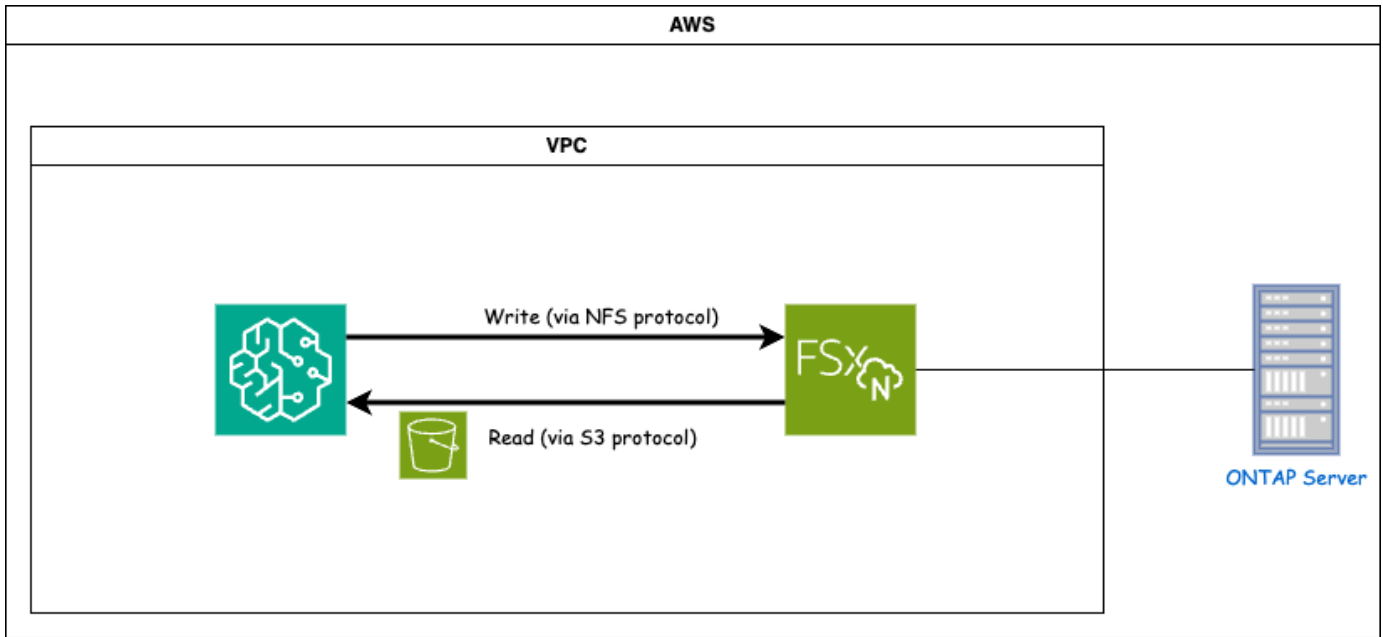 AWS
VPC
Write (via NFS protocol)
FSx
N
Read (via S3 protocol)
ONTAP Server